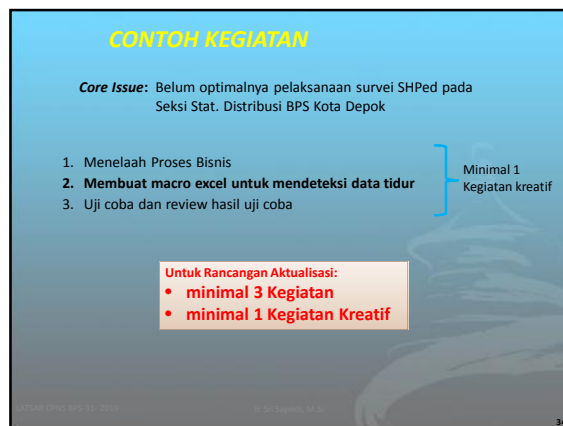 CONTOH KEGIATAN
Core Issue: Belum optimalnya pelaksanaan survei SHPed pada
Seksi Stat. Distribusi BPS Kota Depok
1. Menelaah Proses Bisnis
2. Membuat macro excel untuk mendeteksi data tidur
3. Uji coba dan review hasil uji coba
Minimal 1
Kegiatan kreatif
Untuk Rancangan Aktualisasi:
• minimal 3 Kegiatan
• minimal 1 Kegiatan Kreatif
34